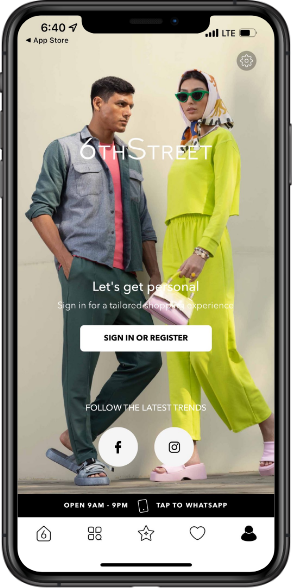 6:40
LTE
App Store
6THSTREET
Let's get personal
Sign in for a tailored shopping experience
SIGN IN OR REGISTER
FOLLOW THE LATEST TRENDS
f
OPEN 9AM - 9PM TAP TO WHATSAPP
6